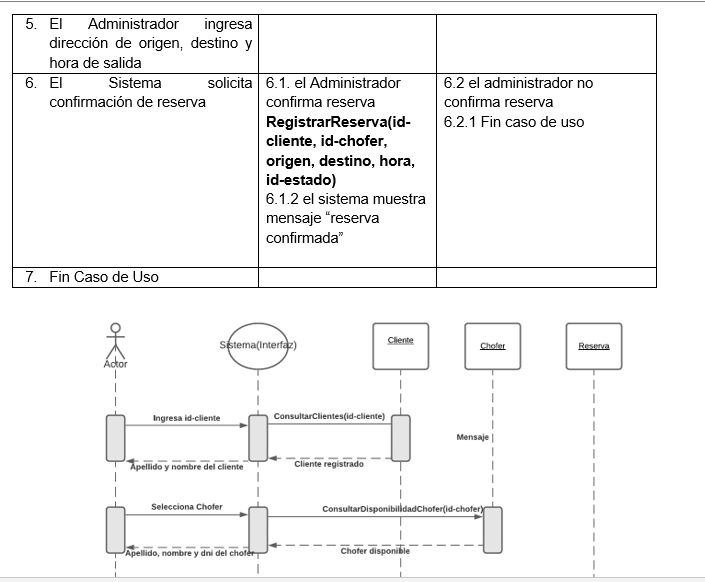 5. El Administrador ingresa
dirección de origen, destino y
hora de salida
6. El Sistema solicita
confirmación de reserva
6.1. el Administrador
confirma reserva
RegistrarReserva(id-
cliente, id-chofer,
origen, destino, hora,
id-estado)
6.1.2 el sistema muestra
mensaje “reserva
confirmada”
6.2 el administrador no
confirma reserva
6.2.1 Fin caso de uso
7. Fin Caso de Uso
Actor
Sistema(Interfaz)
Cliente
Chofer
Reserva
Ingresa id-cliente
ConsultarClientes(id-cliente)
Mensaje
Apellido y nombre del cliente
Cliente registrado
Selecciona Chofer
ConsultarDisponibilidadChofer(id-chofer)
Apellido, nombre y dni del chofer
Chofer disponible